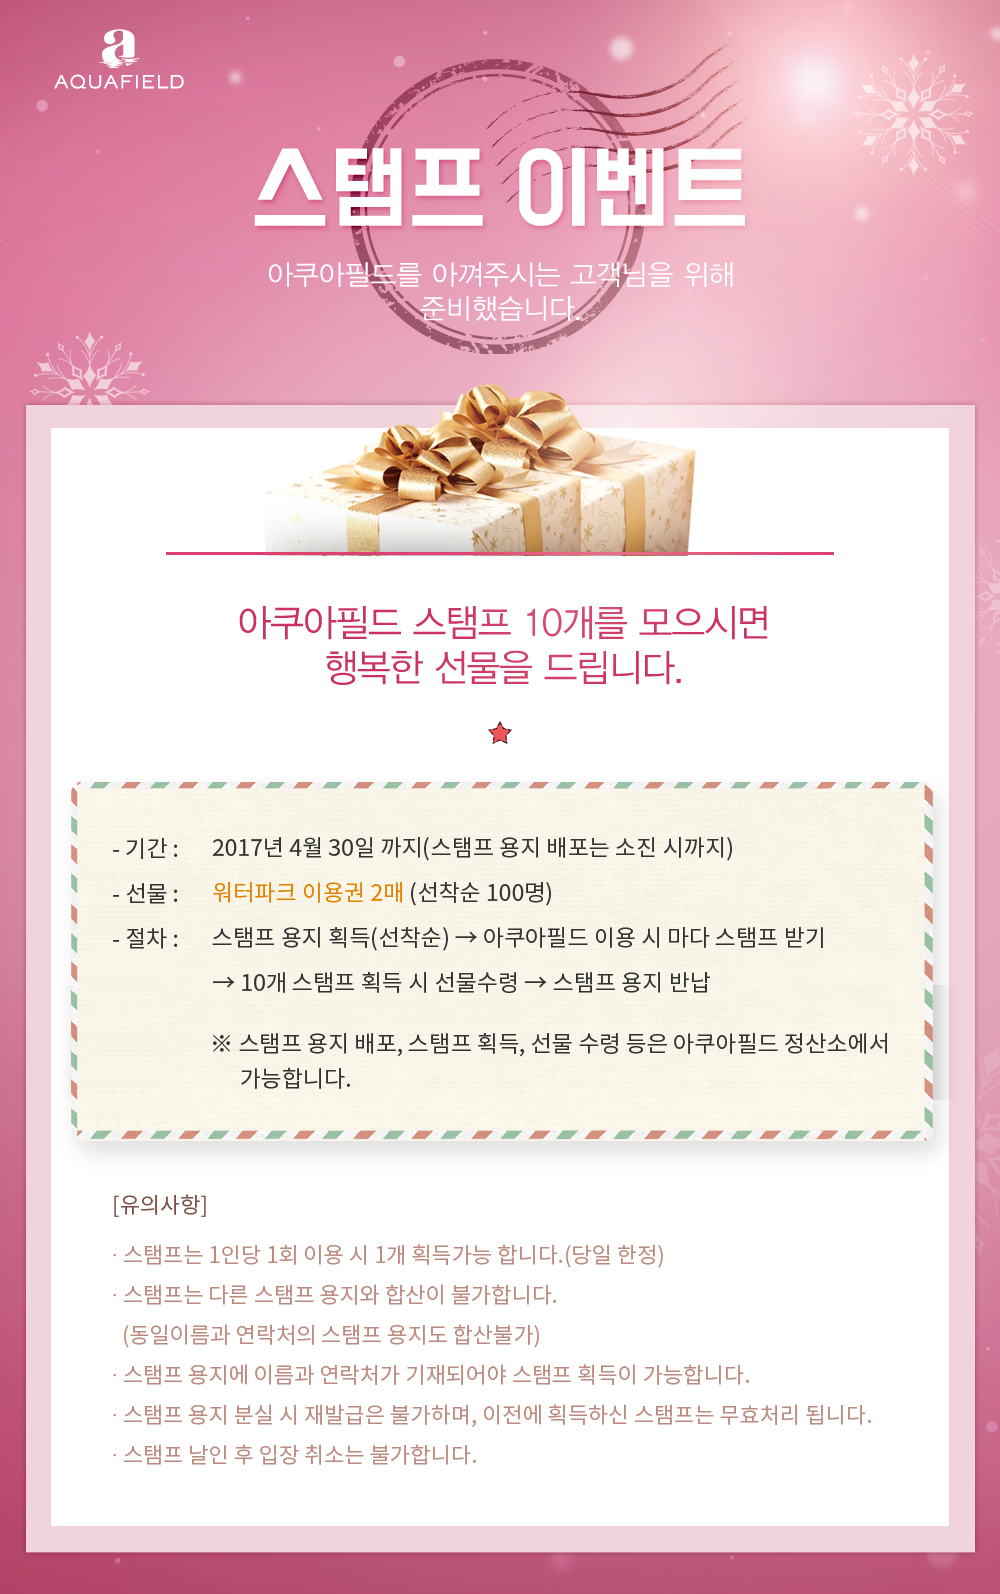 a
AQUAFIELD
스탬프 이벤트
아쿠아필드를 아껴주시는 고객님을 위해
준비했습니다.
아쿠아필드 스탬프 10개를 모으시면
행복한 선물을 드립니다.
- 기간 : 2017년 4월 30일 까지(스탬프 용지 배포는 소진 시까지)
- 선물 : 워터파크 이용권 2매 (선착순 100명)
- 절차 : 스탬프 용지 획득(선착순) → 아쿠아필드 이용 시 마다 스탬프 받기
→ 10개 스탬프 획득 시 선물수령 → 스탬프 용지 반납
※ 스탬프 용지 배포, 스탬프 획득, 선물 수령 등은 아쿠아필드 정산소에서
가능합니다.
[유의사항]
· 스탬프는 1인당 1회 이용 시 1개 획득가능 합니다.(당일 한정)
· 스탬프는 다른 스탬프 용지와 합산이 불가합니다.
(동일이름과 연락처의 스탬프 용지도 합산불가)
· 스탬프 용지에 이름과 연락처가 기재되어야 스탬프 획득이 가능합니다.
· 스탬프 용지 분실 시 재발급은 불가하며, 이전에 획득하신 스탬프는 무효처리 됩니다.
· 스탬프 날인 후 입장 취소는 불가합니다.